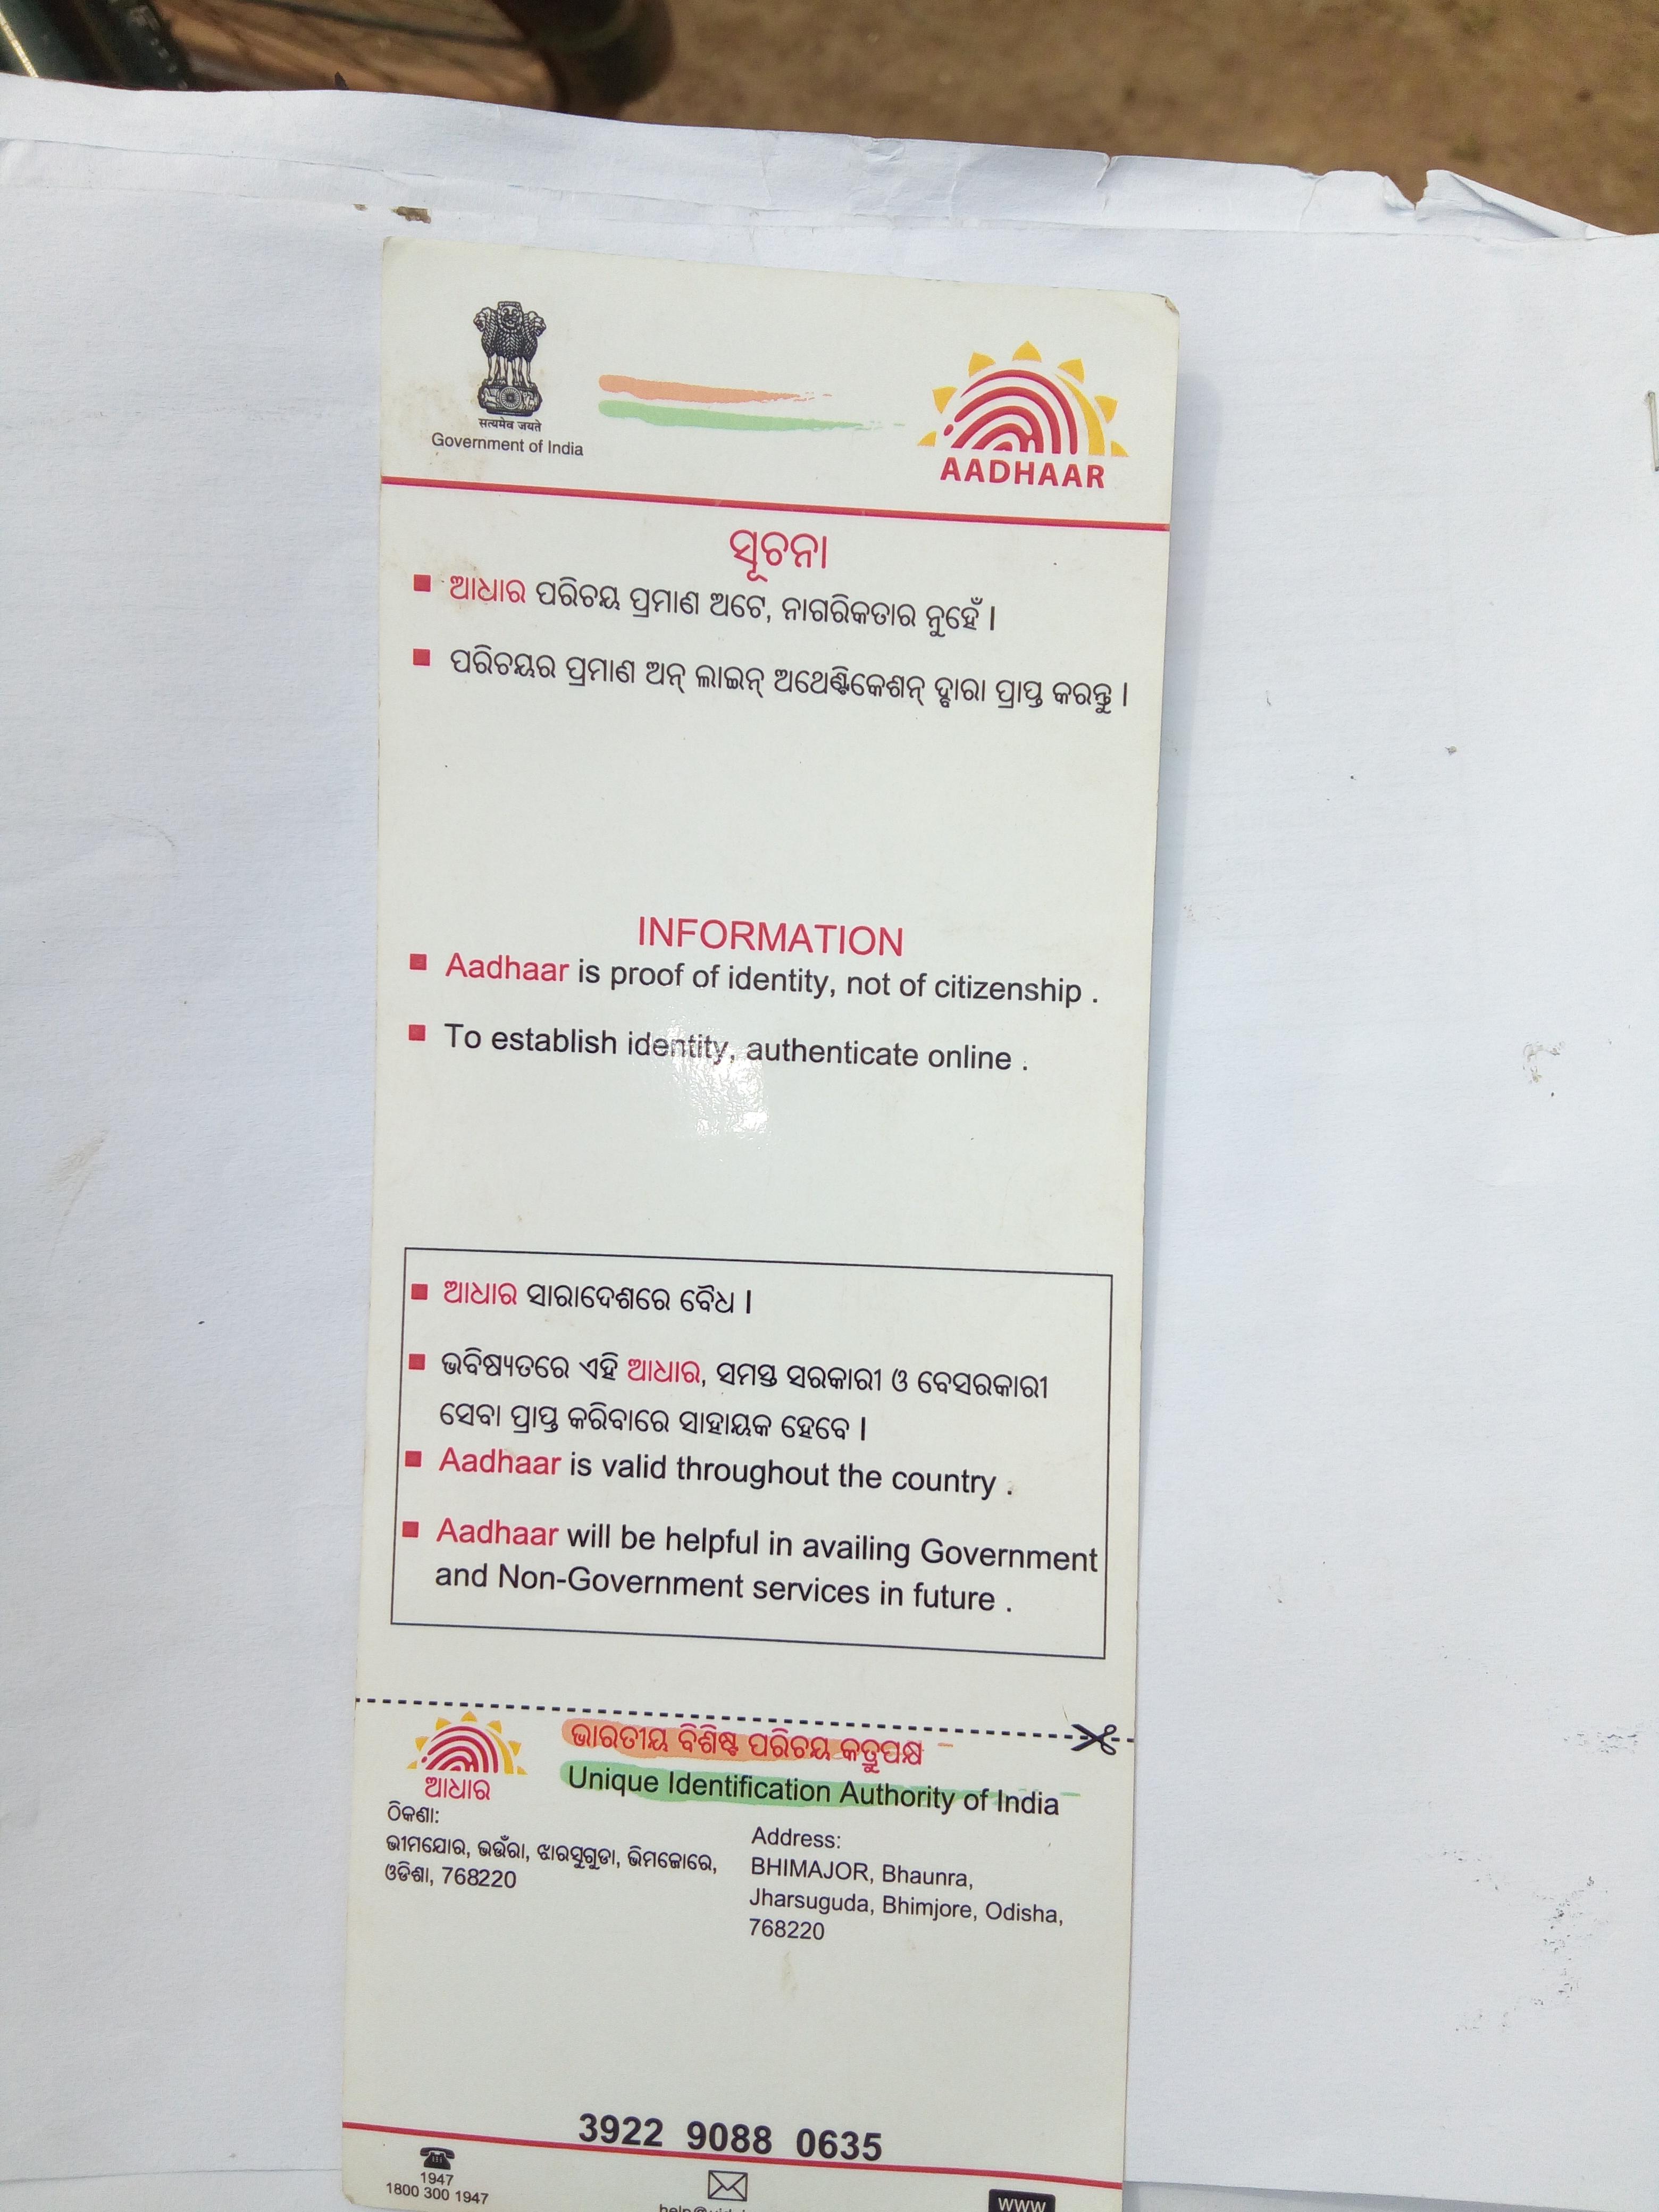 सत्यमेव जयते
Government of India
AADHAAR
ସୂଚନା
ଆଧାର ପରିଚୟ ପ୍ରମାଣ ଅଟେ, ନାଗରିକତାର ନୁହେଁ ।
ପରିଚୟର ପ୍ରମାଣ ଅନ୍ ଲାଇନ୍ ଅଥେଣ୍ଟିକେଶନ୍ ଦ୍ବାରା ପ୍ରାପ୍ତ କରନ୍ତୁ ।
INFORMATION
Aadhaar is proof of identity, not of citizenship .
To establish identity, authenticate online .
ଆଧାର ସାରାଦେଶରେ ବୈଧ ।
ଭବିଷ୍ୟତରେ ଏହି ଆଧାର, ସମସ୍ତ ସରକାରୀ ଓ ବେସରକାରୀ
ସେବା ପ୍ରାପ୍ତ କରିବାରେ ସାହାୟକ ହେବେ ।
Aadhaar is valid throughout the country .
Aadhaar will be helpful in availing Government
and Non-Government services in future .
ଭାରତୀୟ ବିଶିଷ୍ଟ ପରିଚୟ କତ୍ରୁପକ୍ଷ
Unique Identification Authority of India
ଆଧାର
ଠିକଣା:
ଭୀମଯୋର, ଭଉଁରା, ଝାରସୁଗୁଡା, ଭିମଜୋରେ,
ଓଡିଶା, 768220
Address:
BHIMAJOR, Bhaunra,
Jharsuguda, Bhimjore, Odisha,
768220
3922 9088 0635
1947
1800 300 1947
WWW